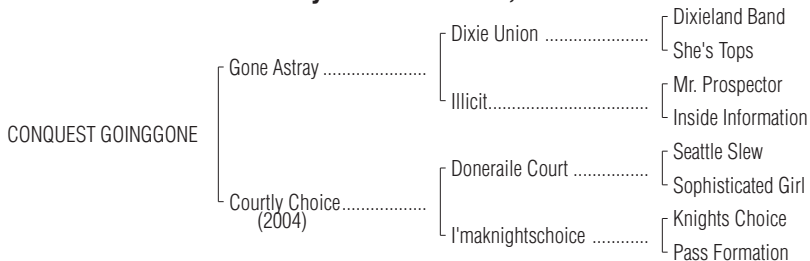 Dixieland Band
Dixie Union ..................
She's Tops
Gone Astray ......................
Mr. Prospector
Illicit................................
Inside Information
CONQUEST GOINGGONE
Seattle Slew
Doneraile Court ................
Sophisticated Girl
Courtly Choice..................
(2004)
Knights Choice
I'maknightschoice ............
Pass Formation